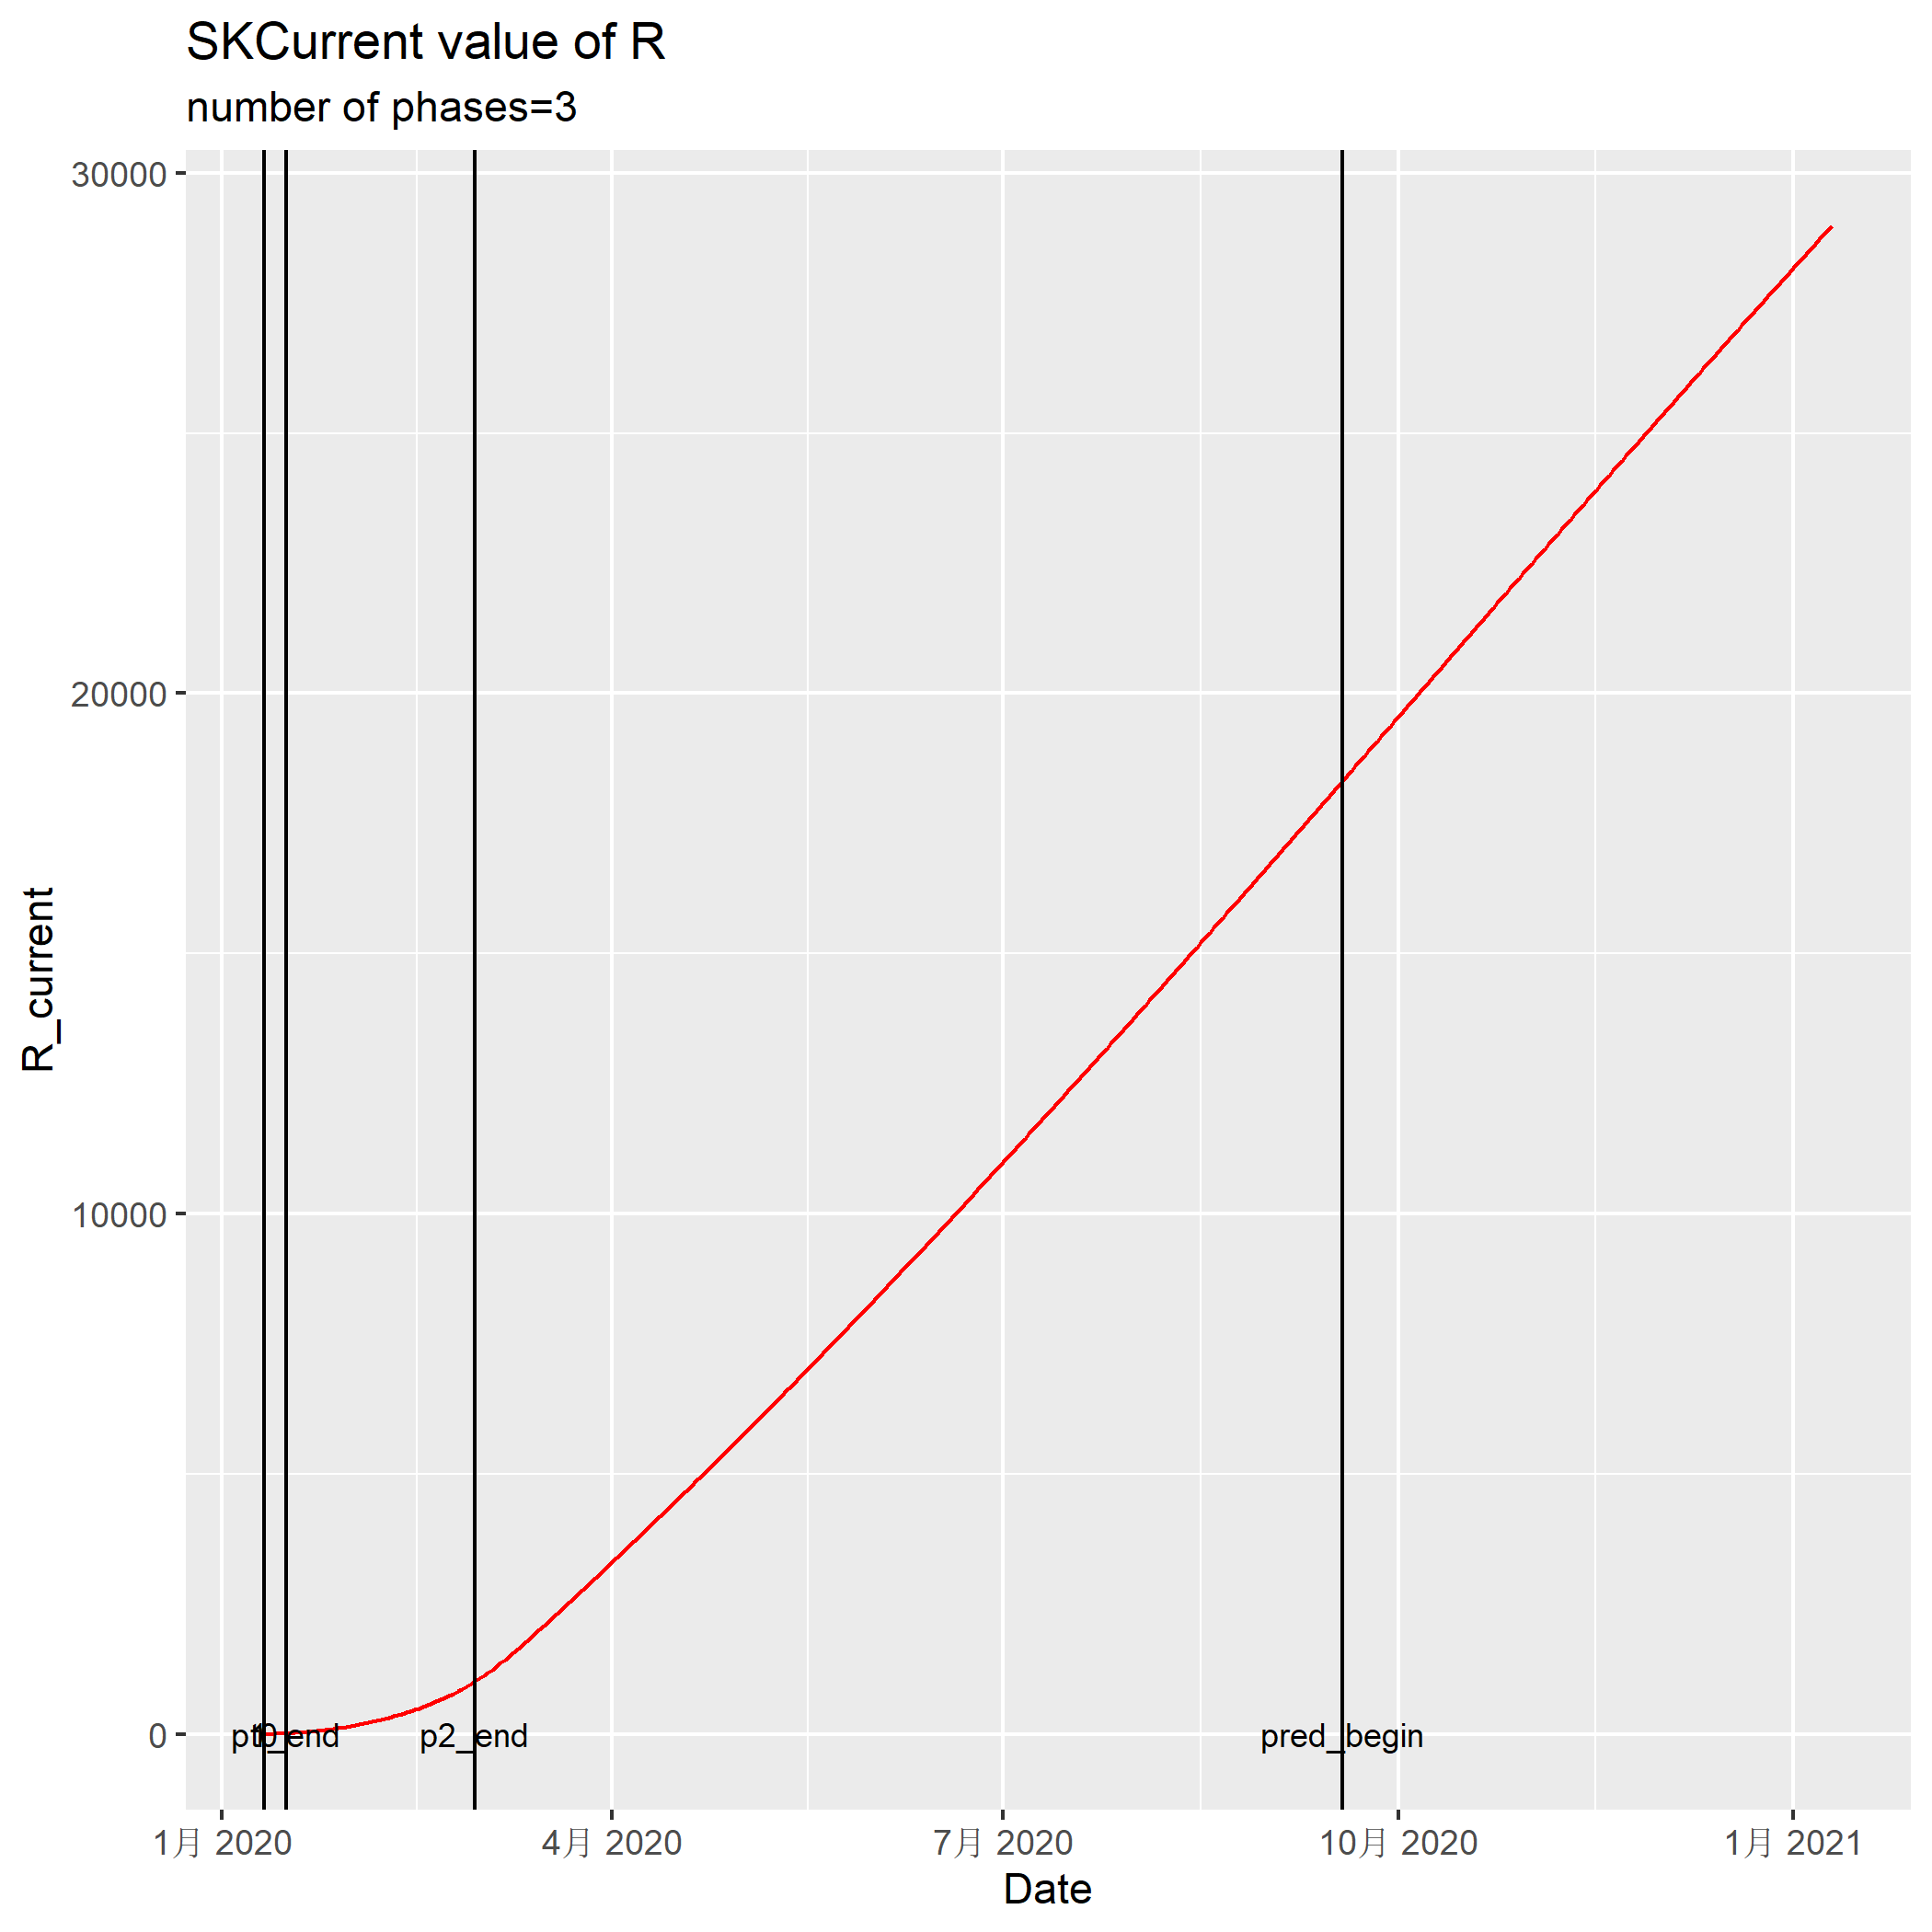 SKCurrent value of R
number of phases=3
30000
20000
10000
0
R_current
p2_end
pred_begin
1月 2020
4月 2020
7月 2020
10月 2020
1月 2021
Date